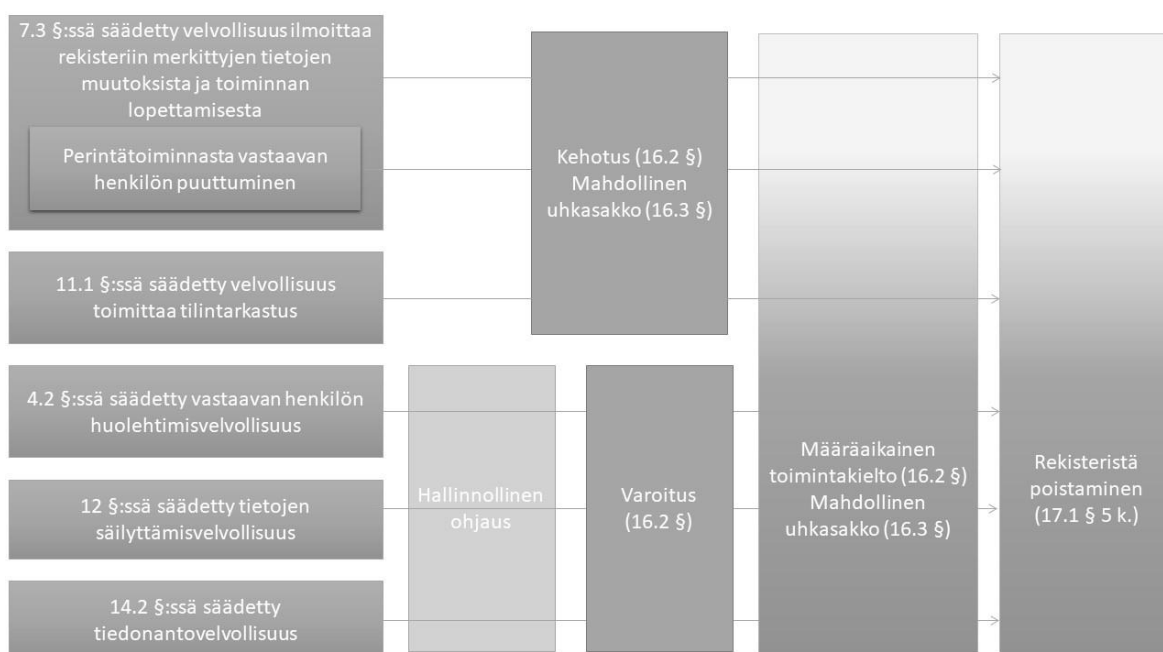 7.3 §:ssä säädetty velvollisuus ilmoittaa
rekisteriin merkittyjen tietojen
muutoksista ja toiminnan
lopettamisesta
Perintätoiminnasta vastaavan
henkilön puuttuminen
11.1 §:ssä säädetty velvollisuus
toimittaa tilintarkastus
4.2 §:ssä säädetty vastaavan henkilön
huolehtimisvelvollisuus
12 §:ssä säädetty tietojen
säilyttämisvelvollisuus
14.2 §:ssä säädetty
tiedonantovelvollisuus
Kehotus (16.2 §)
Mahdollinen
uhkasakko (16.3 §)
Hallinnollinen
ohjaus
Varoitus
(16.2 §)
Määräaikainen
toimintakielto (16.2 §)
Mahdollinen
uhkasakko (16.3 §)
Rekisteristä
poistaminen
(17.1 § 5 k.)